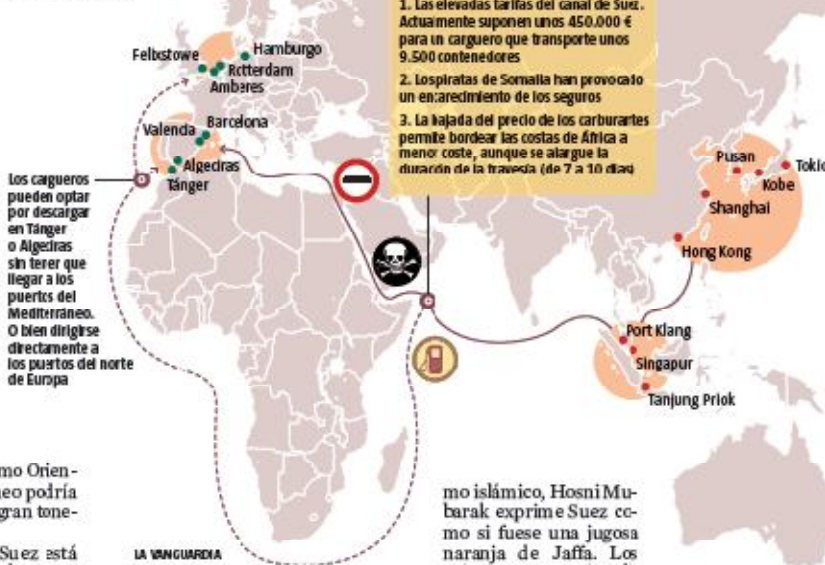 1. Las elevadas tarifas del canal de Suez.
Actualmente suponen unos 450.000 €
para un carguero que transporte unos
9.500 contenedores
2. Los piratas de Somalia han provocado
un encarecimiento de los seguros
3. La bajada del precio de los carburantes
permite bordear las costas de África a
menor coste, aunque se alargue la
duración de la travesía (de 7 a 10 días)
Felixstowe
Hamburgo
Rotterdam
Amberes
Valencia
Barcelona
Algeciras
Tánger
Los cargueros
pueden optar
por descargar
en Tánger
o Algeciras
sin tener que
llegar a los
puertos del
Mediterráneo.
O bien dirigirse
directamente a
los puertos del norte
de Europa
Pusan
Tokio
Kobe
Shanghai
Hong Kong
Port Klang
Singapur
Tanjung Priok
LA VANGUARDIA
mo Orien-
eo podría
gran tone-
Suez está
mo islámico, Hosni Mu-
barak exprime Suez co-
mo si fuese una jugosa
naranja de Jaffa. Los